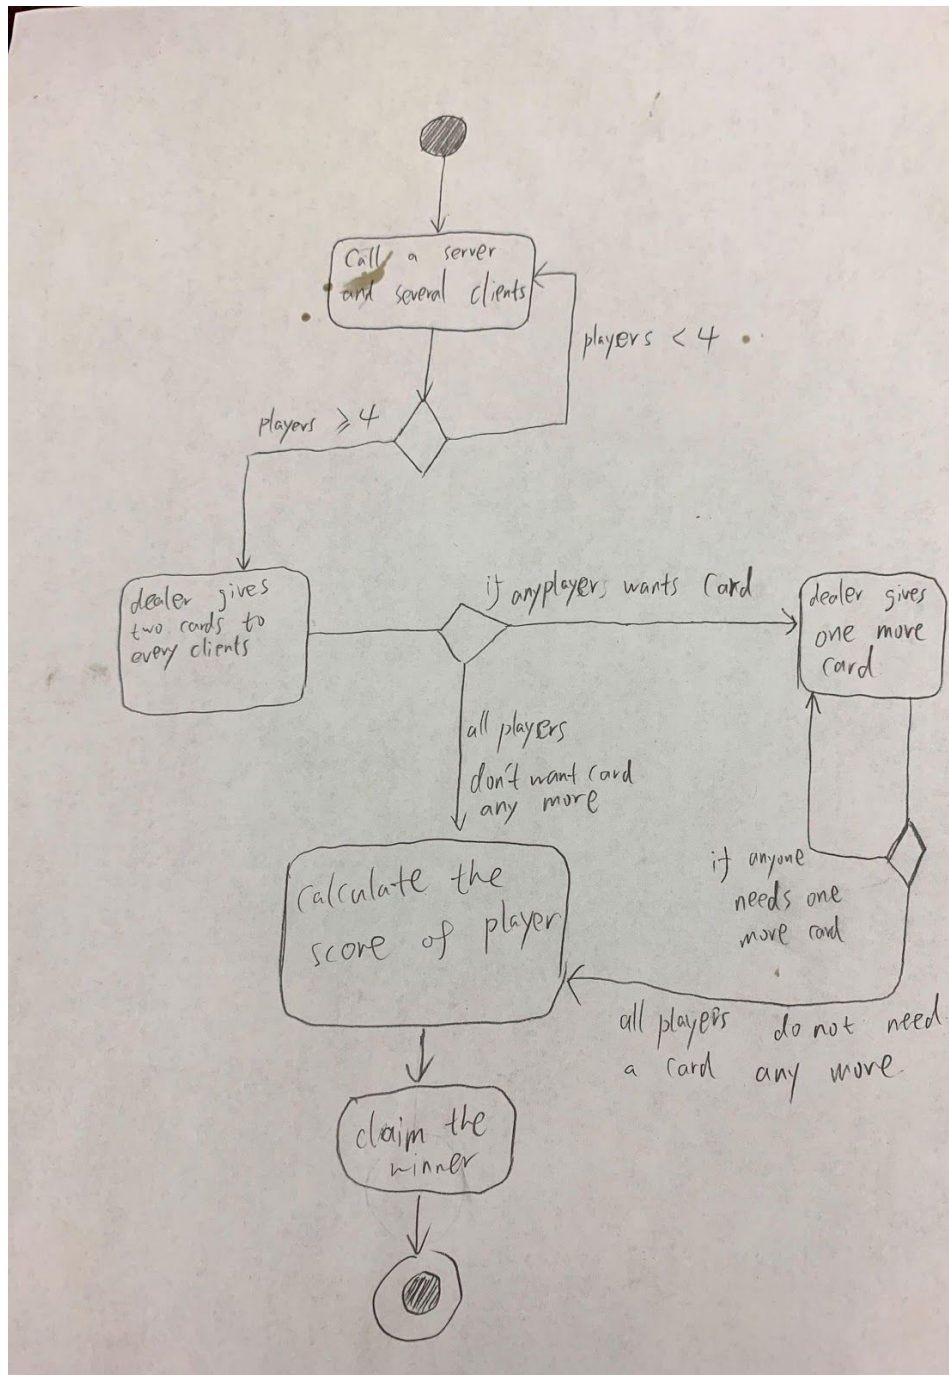 Call a server
and several clients
players < 4
players ⩾ 4
dealer gives
two cards to
every clients
if anyplayers wants Card
dealer gives
one more
card
all players
don't want card
any more
if anyone
needs one
more card
calculate the
score of player
all players do not need
a card any more.
claim the
winner